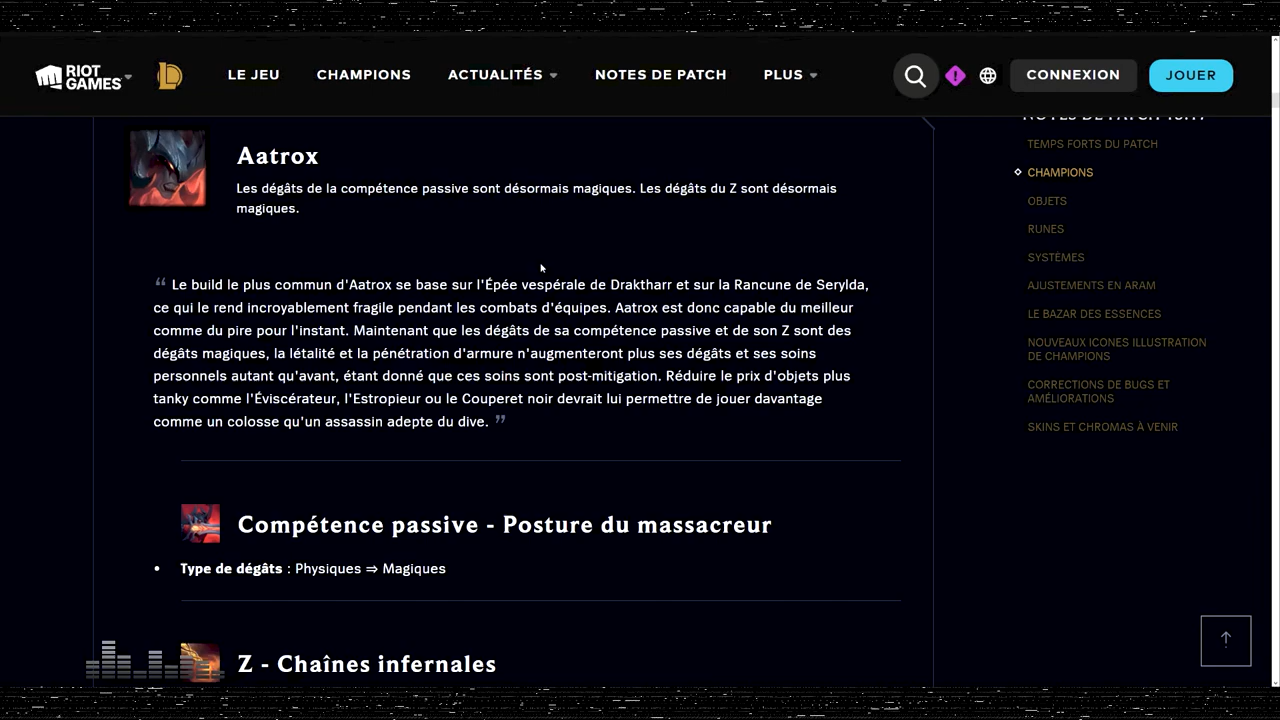 RIOT GAMES
LE JEU
CHAMPIONS
ACTUALITÉS
NOTES DE PATCH
PLUS
CONNEXION
JOUER
Aatrox
Les dégâts de la compétence passive sont désormais magiques. Les dégâts du Z sont désormais
magiques.
“ Le build le plus commun d'Aatrox se base sur l'Épée vespérale de Draktharr et sur la Rancune de Serylda,
ce qui le rend incroyablement fragile pendant les combats d'équipes. Aatrox est donc capable du meilleur
comme du pire pour l'instant. Maintenant que les dégâts de sa compétence passive et de son Z sont des
dégâts magiques, la létalité et la pénétration d'armure n'augmenteront plus ses dégâts et ses soins
personnels autant qu'avant, étant donné que ces soins sont post-mitigation. Réduire le prix d'objets plus
tanky comme l'Éviscérateur, l'Estropieur ou le Couperet noir devrait lui permettre de jouer davantage
comme un colosse qu'un assassin adepte du dive. ”
Compétence passive - Posture du massacreur
• Type de dégâts : Physiques ⇒ Magiques
Z - Chaînes infernales
NOTES DE PATCH
TEMPS FORTS DU PATCH
CHAMPIONS
OBJETS
RUNES
SYSTÈMES
AJUSTEMENTS EN ARAM
LE BAZAR DES ESSENCES
NOUVEAUX ICONES ILLUSTRATION
DE CHAMPIONS
CORRECTIONS DE BUGS ET
AMÉLIORATIONS
SKINS ET CHROMAS À VENIR